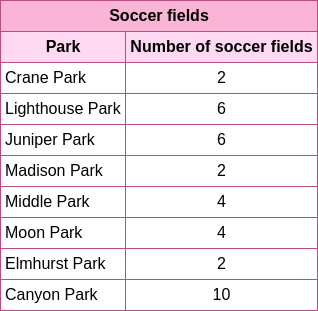 Soccer fields
Park Number of soccer fields
Crane Park 2
Lighthouse Park 6
Juniper Park 6
Madison Park 2
Middle Park 4
Moon Park 4
Elmhurst Park 2
Canyon Park 10